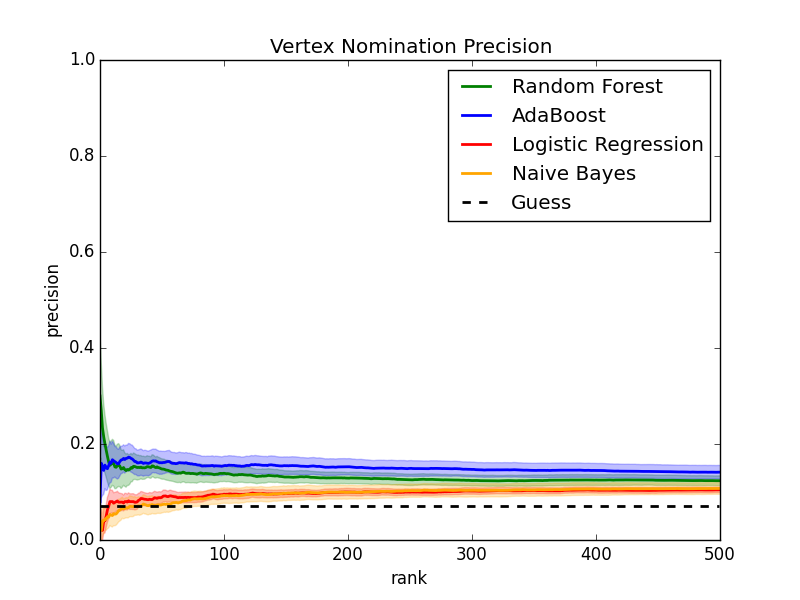 Vertex Nomination Precision
1.0
0.8
0.6
0.4
0.2
0.0
precision
Random Forest
AdaBoost
Logistic Regression
Naive Bayes
Guess
0 100 200 300 400 500
rank